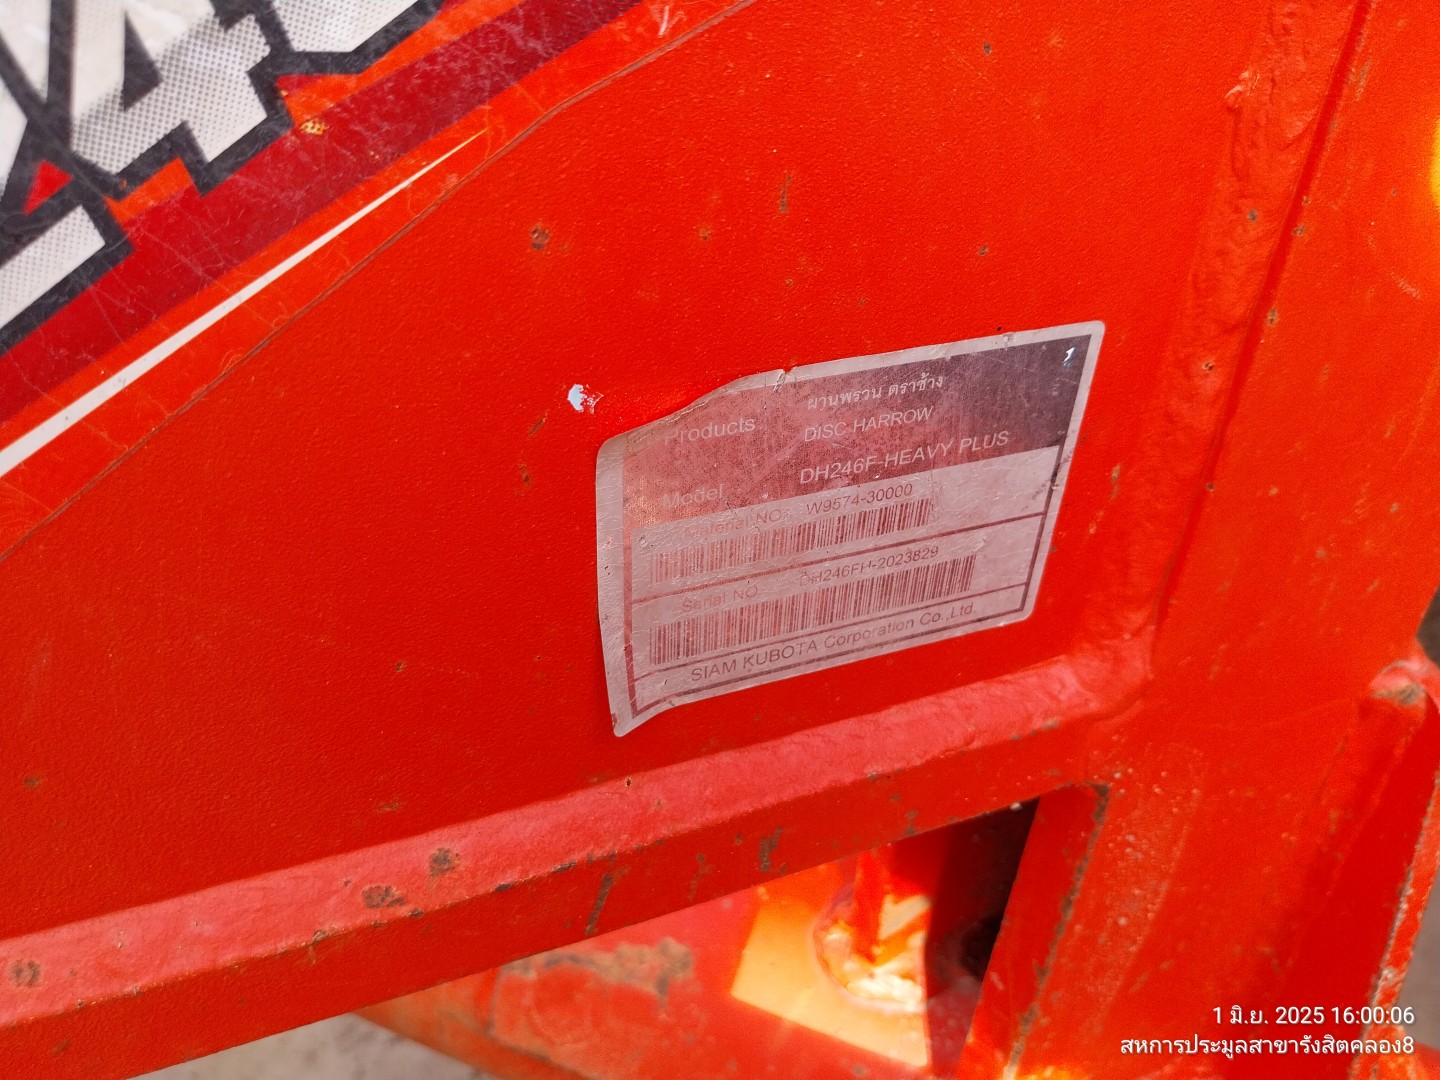 24
Products ผานพรวน ตราช้าง
DISC HARROW
Model DH246F-HEAVY PLUS
Material NO. W9574-30000
Serial NO. DH246FH-2023829
SIAM KUBOTA Corporation Co.,Ltd.
1 มิ.ย. 2025 16:00:06
สหการประมูลสาขารังสิตคลอง8